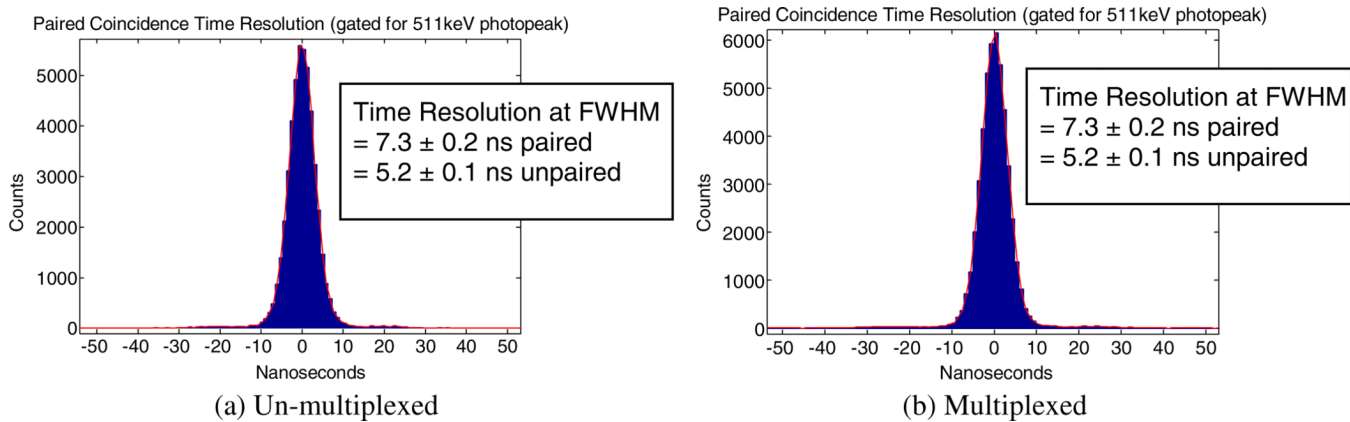 Paired Coincidence Time Resolution (gated for 511keV photopeak)
5000
4000
3000
2000
1000
0
Counts
-50 -40 -30 -20 -10 0 10 20 30 40 50
Nanoseconds
Time Resolution at FWHM
= 7.3 ± 0.2 ns paired
= 5.2 ± 0.1 ns unpaired
(a) Un-multiplexed
Paired Coincidence Time Resolution (gated for 511keV photopeak)
6000
5000
4000
3000
2000
1000
0
Counts
-50 -40 -30 -20 -10 0 10 20 30 40 50
Nanoseconds
Time Resolution at FWHM
= 7.3 ± 0.2 ns paired
= 5.2 ± 0.1 ns unpaired
(b) Multiplexed